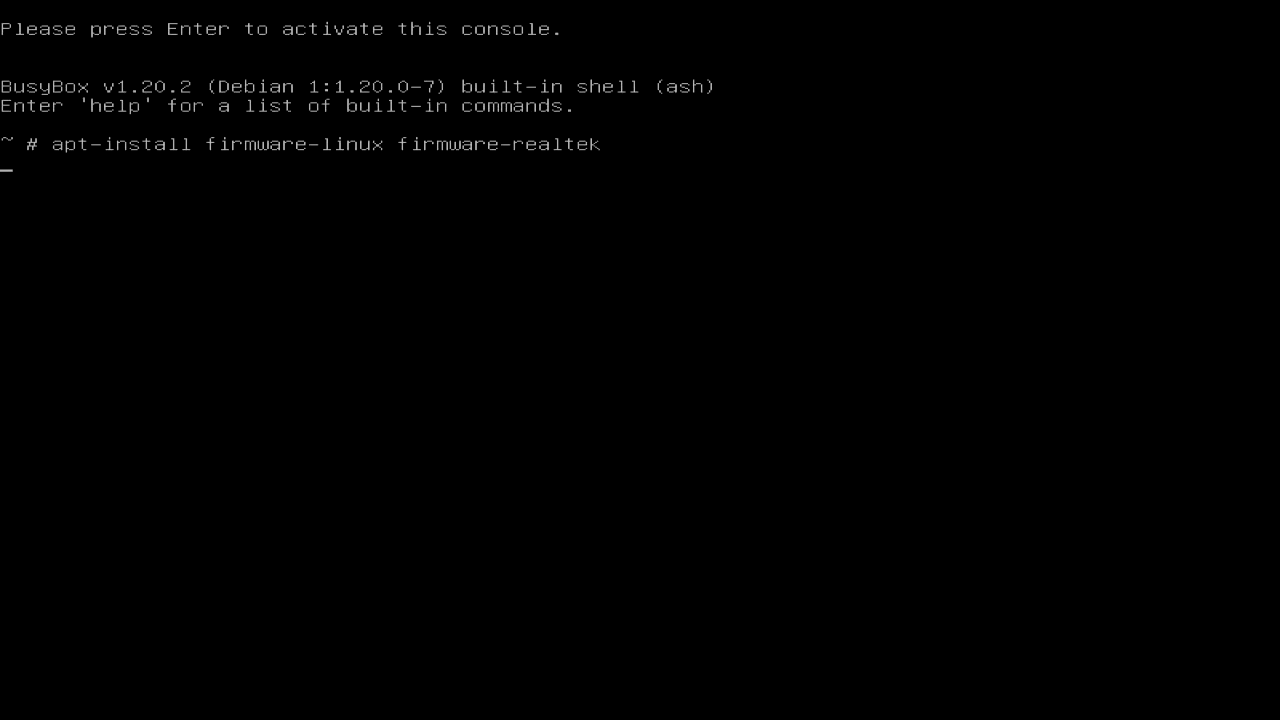 Please press Enter to activate this console.
BusyBox v1.20.2 (Debian 1:1.20.0-7) built-in shell (ash)
Enter 'help' for a list of built-in commands.
~ # apt-install firmware-linux firmware-realtek